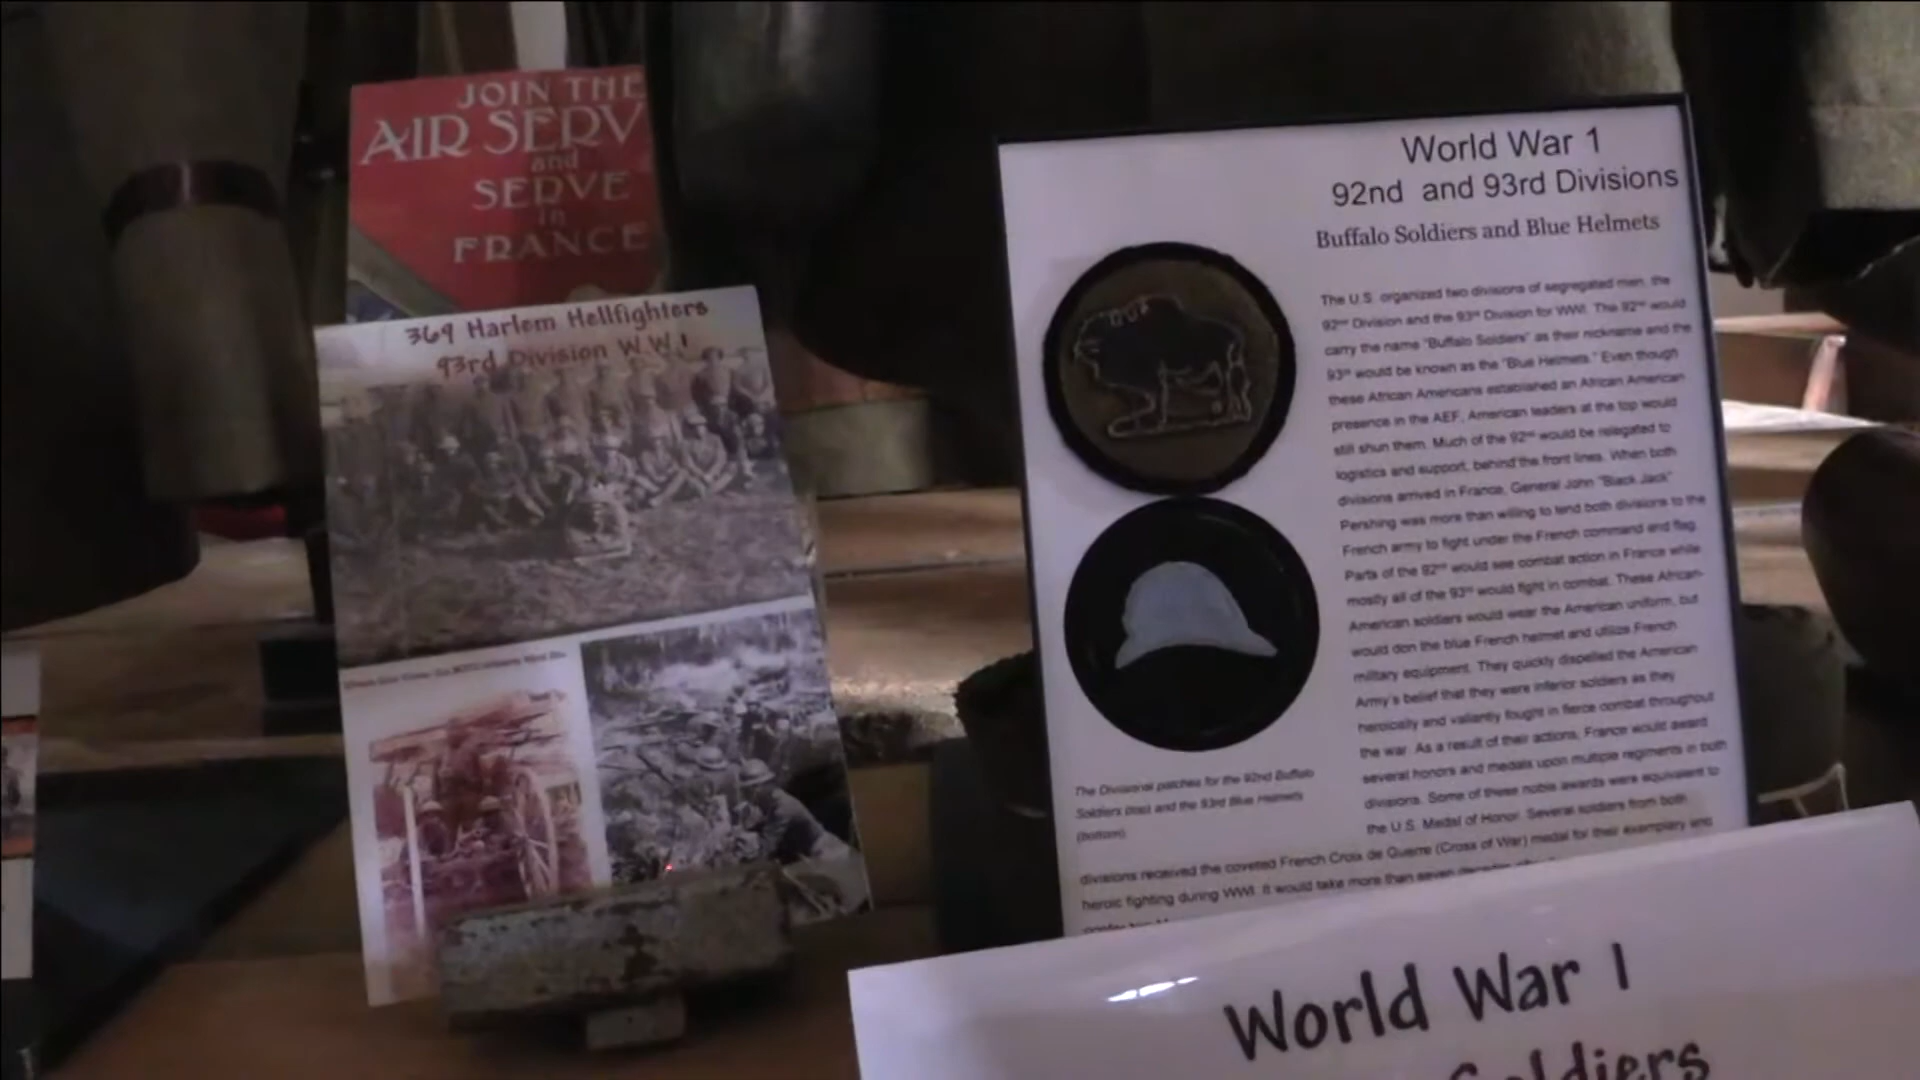 JOIN THE
AIR SERV
and
SERVE
in
FRANCE
369 Harlem Hellfighters
93rd Division W.W.1
World War 1
92nd and 93rd Divisions
Buffalo Soldiers and Blue Helmets
The U.S. organized two divisions of segregated men, the
92nd Division and the 93rd Division for WWI. The 92nd would
carry the name "Buffalo Soldiers" as their nickname and the
93rd would be known as the "Blue Helmets." Even though
these African Americans established an African American
presence in the AEF, American leaders at the top would
still shun them. Much of the 92nd would be relegated to
logistics and support, behind the front lines. When both
divisions arrived in France, General John "Black Jack"
Pershing was more than willing to lend both divisions to the
French army to fight under the French command and flag.
Parts of the 92nd would see combat action in France while
mostly all of the 93rd would fight in combat. These African-
American soldiers would wear the American uniform, but
would don the blue French helmet and utilize French
military equipment. They quickly dispelled the American
Army's belief that they were inferior soldiers as they
heroically and valiantly fought in fierce combat throughout
the war. As a result of their actions, France would award
several honors and medals upon multiple regiments in both
divisions. Some of these noble awards were equivalent to
the U.S. Medal of Honor. Several soldiers from both
The Divisional patches for the 92nd Buffalo
Soldiers (top) and the 93rd Blue Helmets
(bottom).
divisions received the coveted French Croix de Guerre (Cross of War) medal for their exemplary and
heroic fighting during WWI. It would take more than seven decades
World War 1
Soldiers